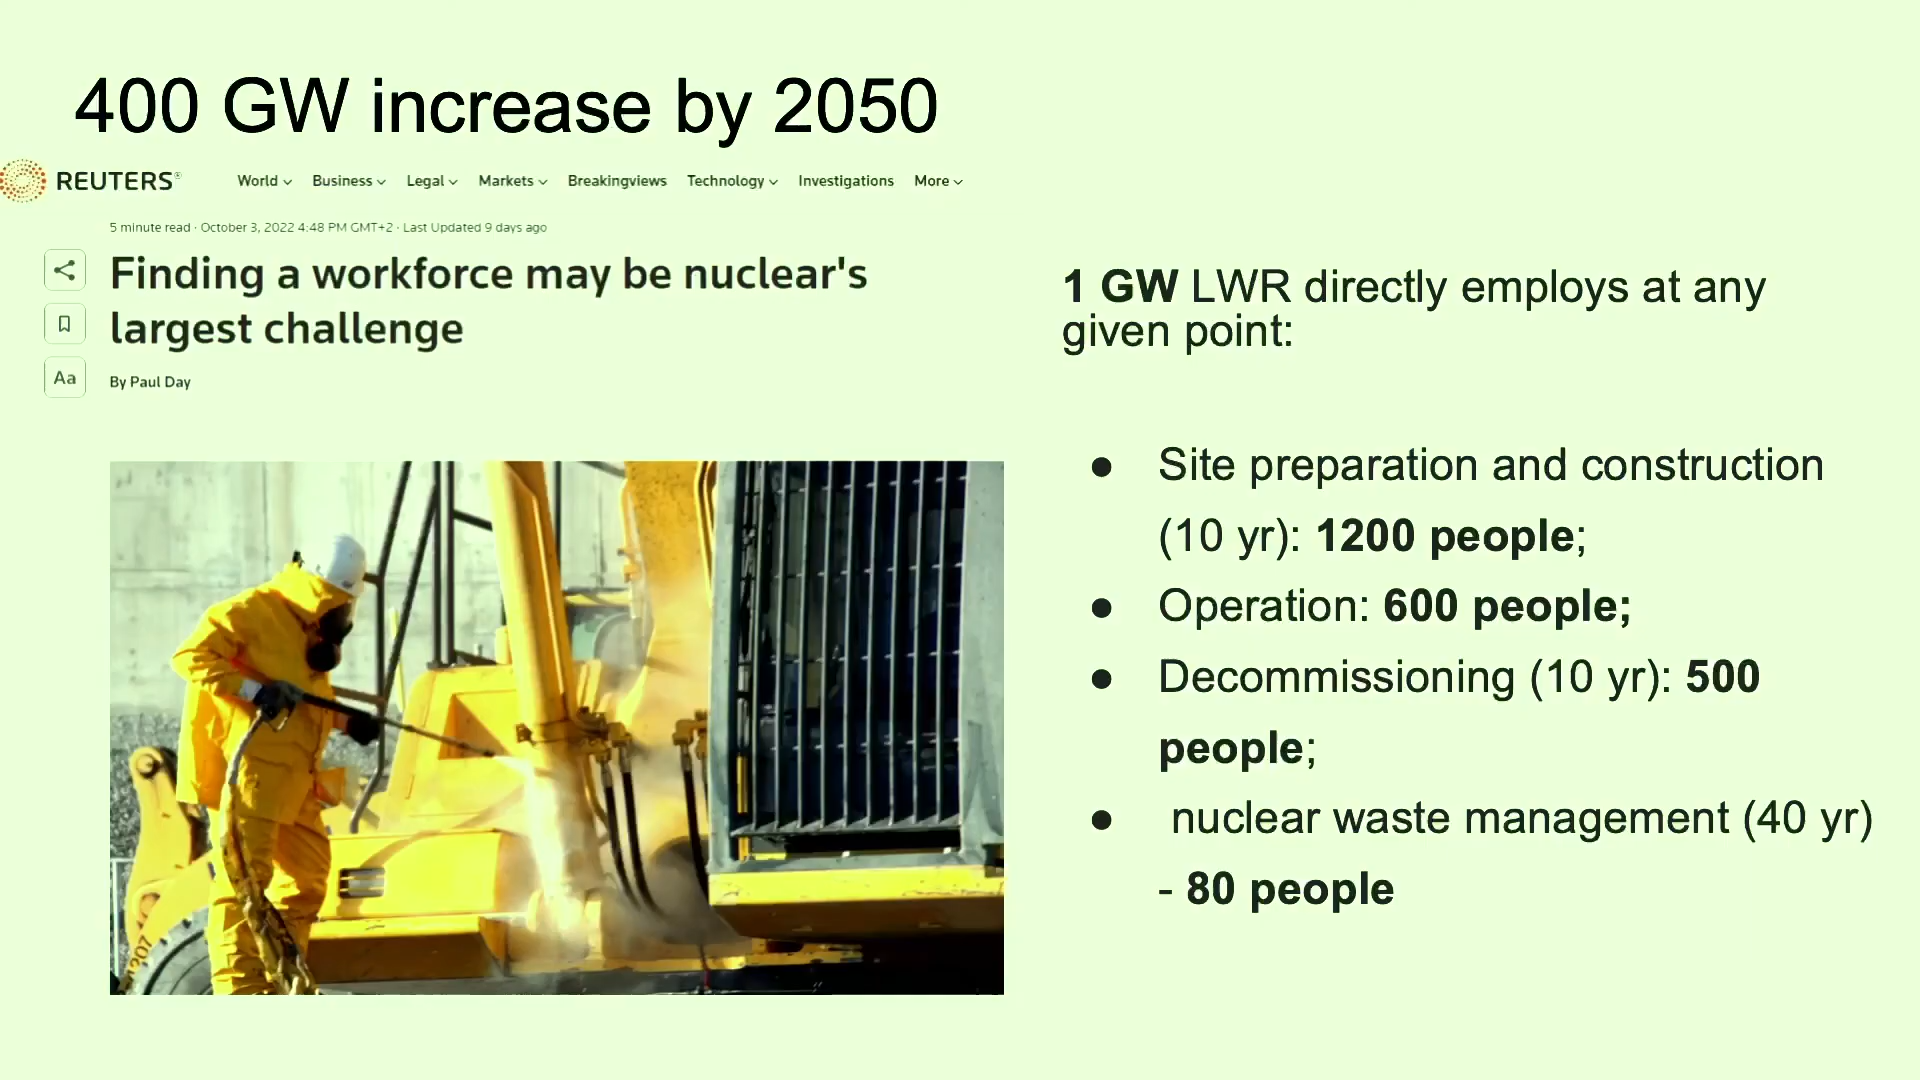 400 GW increase by 2050
REUTERS®
World Business Legal Markets Breakingviews Technology Investigations More
5 minute read · October 3, 2022 4:48 PM GMT+2 · Last Updated 9 days ago
Finding a workforce may be nuclear's
largest challenge
Aa
By Paul Day
1207
1 GW LWR directly employs at any
given point:
● Site preparation and construction
(10 yr): 1200 people;
● Operation: 600 people;
● Decommissioning (10 yr): 500
people;
● nuclear waste management (40 yr)
- 80 people